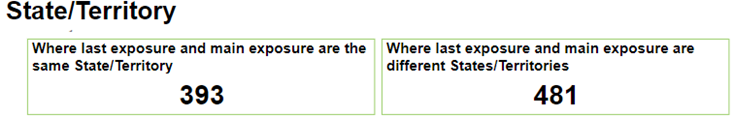 State/Territory
Where last exposure and main exposure are the
same State/Territory
393
Where last exposure and main exposure are
different States/Territories
481